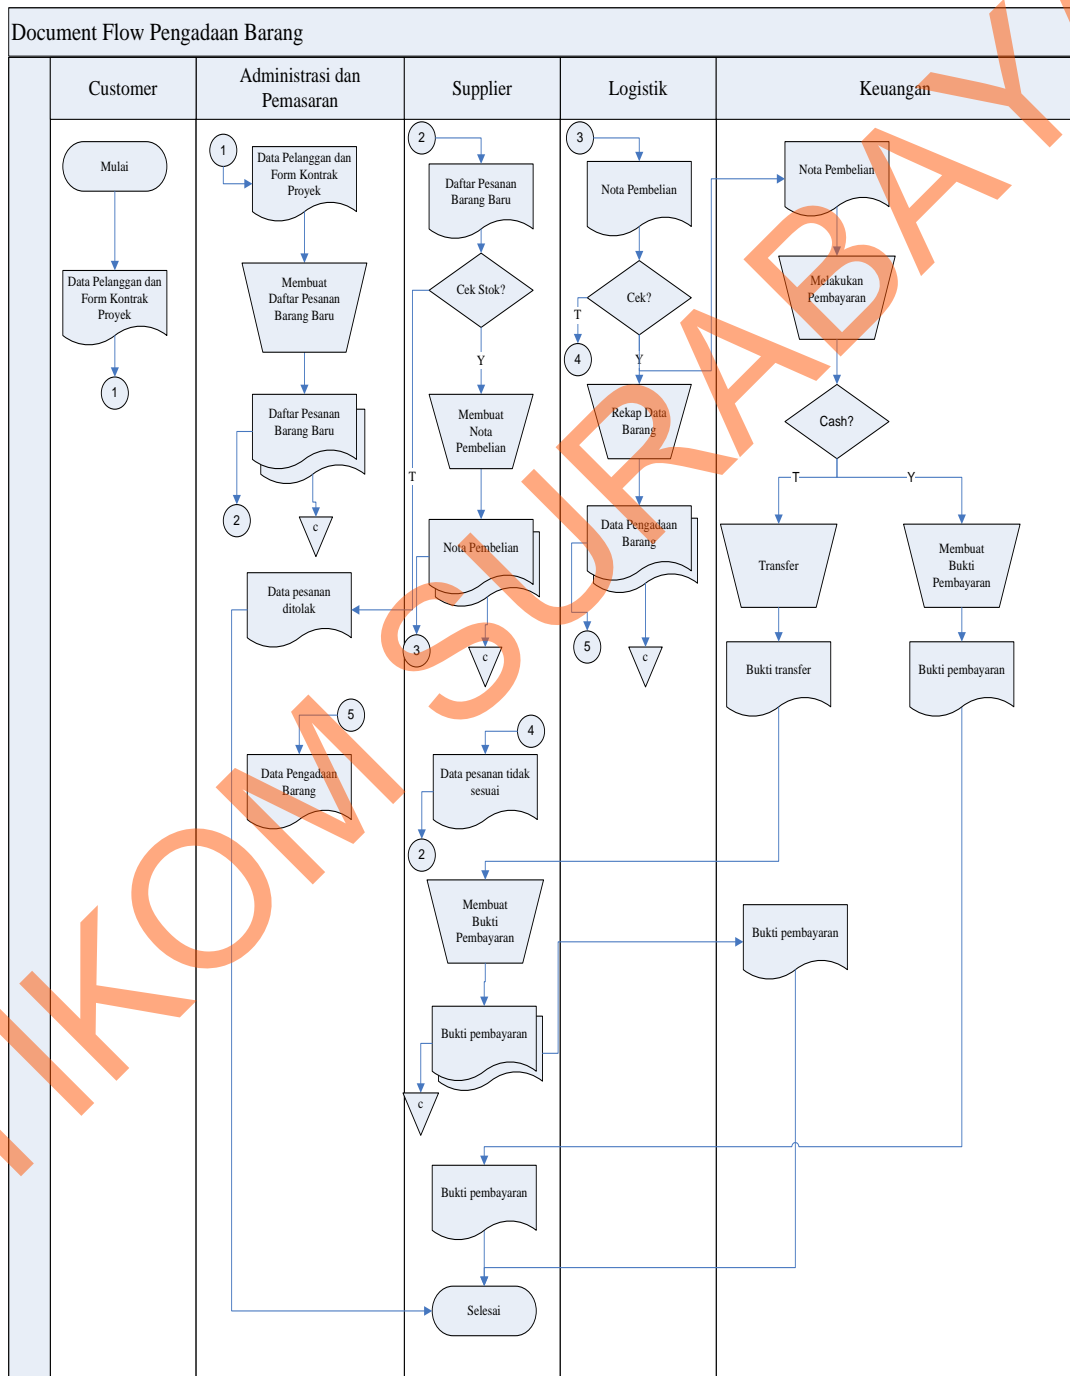 Document Flow Pengadaan Barang
Customer
Administrasi dan
Pemasaran
Supplier
Logistik
Keuangan
Mulai
Data Pelanggan dan
Form Kontrak
Proyek
1
1
Data Pelanggan dan
Form Kontrak
Proyek
Membuat
Daftar Pesanan
Barang Baru
Daftar Pesanan
Barang Baru
2
c
Data pesanan
ditolak
5
Data Pengadaan
Barang
2
Daftar Pesanan
Barang Baru
Cek Stok?
Y
T
Membuat
Nota
Pembelian
Nota Pembelian
3
c
4
Data pesanan tidak
sesuai
2
Membuat
Bukti
Pembayaran
Bukti pembayaran
c
Bukti pembayaran
Selesai
3
Nota Pembelian
Cek?
T
4
Y
Rekap Data
Barang
Data Pengadaan
Barang
5
c
Nota Pembelian
Melakukan
Pembayaran
Cash?
T
Y
Transfer
Membuat
Bukti
Pembayaran
Bukti transfer
Bukti pembayaran
Bukti pembayaran
IKOM SURABAY